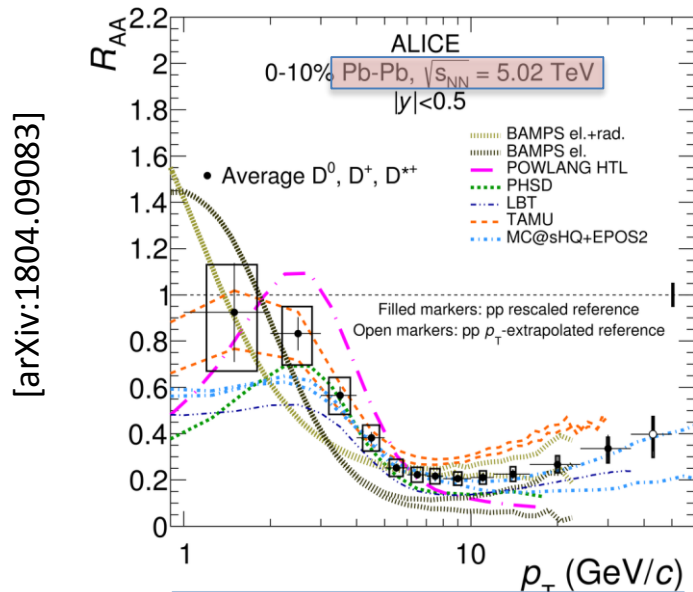 [arXiv:1804.09083]
R_AA
2.2
2
1.8
1.6
1.4
1.2
1
0.8
0.6
0.4
0.2
0
ALICE
0-10% Pb-Pb, √s_NN = 5.02 TeV
|y|<0.5
BAMPS el.+rad.
BAMPS el.
POWLANG HTL
PHSD
LBT
TAMU
MC@sHQ+EPOS2
Average D⁰, D⁺, D*⁺
Filled markers: pp rescaled reference
Open markers: pp p_T-extrapolated reference
1
10
p_T (GeV/c)